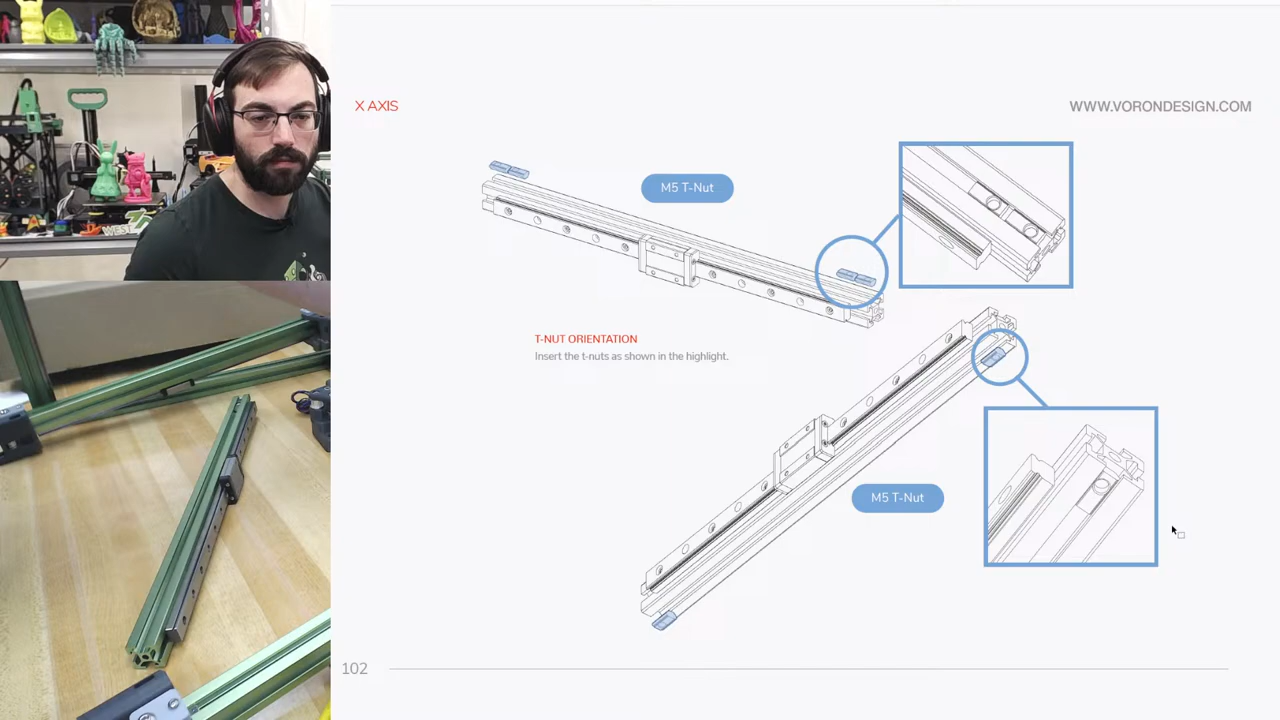 X AXIS
WWW.VORONDESIGN.COM
M5 T-Nut
T-NUT ORIENTATION
Insert the t-nuts as shown in the highlight.
M5 T-Nut
102
WEST